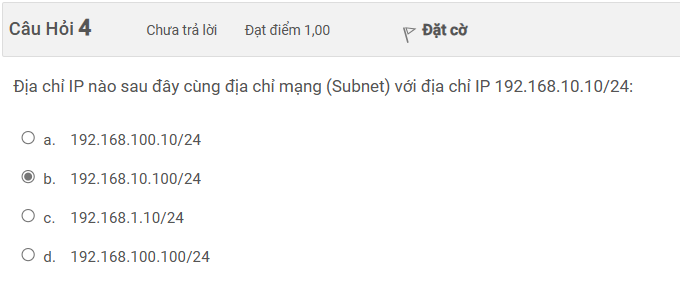 Câu Hỏi 4 Chưa trả lời Đạt điểm 1,00 Đặt cờ
Địa chỉ IP nào sau đây cùng địa chỉ mạng (Subnet) với địa chỉ IP 192.168.10.10/24:
a. 192.168.100.10/24
b. 192.168.10.100/24
c. 192.168.1.10/24
d. 192.168.100.100/24